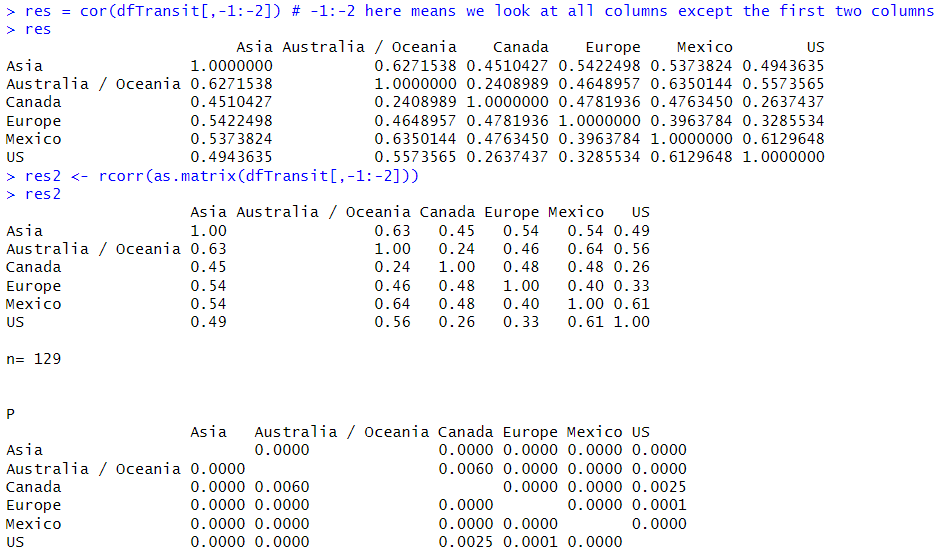 > res = cor(dfTransit[,-1:-2]) # -1:-2 here means we look at all columns except the first two columns
> res
                         Asia Australia / Oceania    Canada    Europe    Mexico        US
Asia                1.0000000           0.6271538 0.4510427 0.5422498 0.5373824 0.4943635
Australia / Oceania 0.6271538           1.0000000 0.2408989 0.4648957 0.6350144 0.5573565
Canada              0.4510427           0.2408989 1.0000000 0.4781936 0.4763450 0.2637437
Europe              0.5422498           0.4648957 0.4781936 1.0000000 0.3963784 0.3285534
Mexico              0.5373824           0.6350144 0.4763450 0.3963784 1.0000000 0.6129648
US                  0.4943635           0.5573565 0.2637437 0.3285534 0.6129648 1.0000000
> res2 <- rcorr(as.matrix(dfTransit[,-1:-2]))
> res2
                    Asia Australia / Oceania Canada Europe Mexico   US
Asia                1.00                0.63   0.45   0.54   0.54 0.49
Australia / Oceania 0.63                1.00   0.24   0.46   0.64 0.56
Canada              0.45                0.24   1.00   0.48   0.48 0.26
Europe              0.54                0.46   0.48   1.00   0.40 0.33
Mexico              0.54                0.64   0.48   0.40   1.00 0.61
US                  0.49                0.56   0.26   0.33   0.61 1.00
n= 129
P
                    Asia   Australia / Oceania Canada Europe Mexico US
Asia                       0.0000              0.0000 0.0000 0.0000 0.0000
Australia / Oceania 0.0000                     0.0060 0.0000 0.0000 0.0000
Canada              0.0000 0.0060                     0.0000 0.0000 0.0025
Europe              0.0000 0.0000              0.0000        0.0000 0.0001
Mexico              0.0000 0.0000              0.0000 0.0000        0.0000
US                  0.0000 0.0000              0.0025 0.0001 0.0000